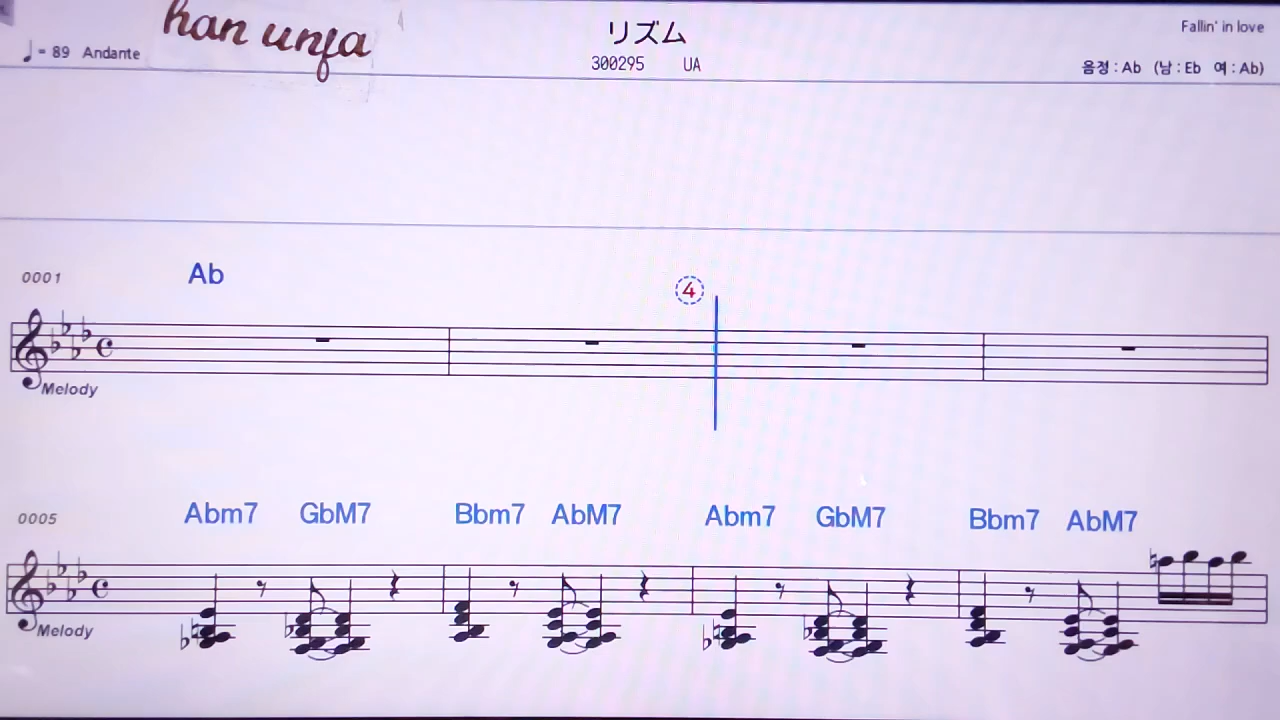 han unfa
リズム
Fallin' in love
♩ = 89 Andante
300295 UA
음정 : Ab (남 : Eb 여 : Ab)
0001 Ab
4
Melody
0005 Abm7 GbM7 Bbm7 AbM7 Abm7 GbM7 Bbm7 AbM7
Melody